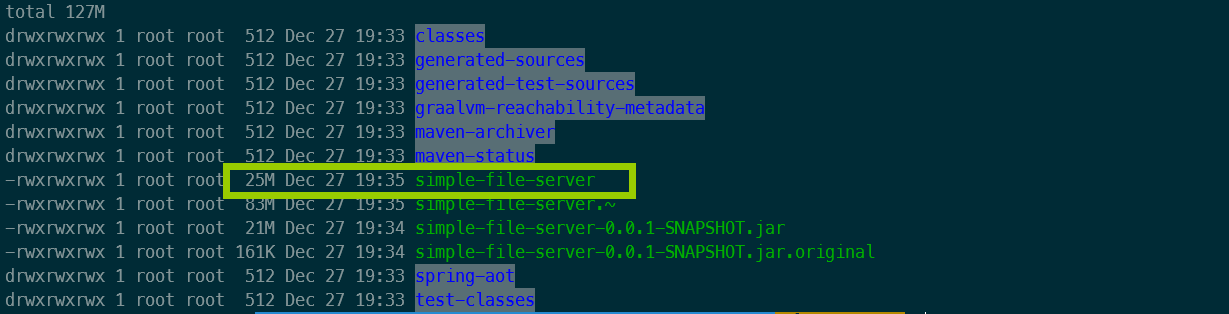 total 127M
drwxrwxrwx 1 root root  512 Dec 27 19:33 classes
drwxrwxrwx 1 root root  512 Dec 27 19:33 generated-sources
drwxrwxrwx 1 root root  512 Dec 27 19:33 generated-test-sources
drwxrwxrwx 1 root root  512 Dec 27 19:33 graalvm-reachability-metadata
drwxrwxrwx 1 root root  512 Dec 27 19:33 maven-archiver
drwxrwxrwx 1 root root  512 Dec 27 19:33 maven-status
-rwxrwxrwx 1 root root  25M Dec 27 19:35 simple-file-server
-rwxrwxrwx 1 root root  83M Dec 27 19:35 simple-file-server.~
-rwxrwxrwx 1 root root  21M Dec 27 19:34 simple-file-server-0.0.1-SNAPSHOT.jar
-rwxrwxrwx 1 root root 161K Dec 27 19:34 simple-file-server-0.0.1-SNAPSHOT.jar.original
drwxrwxrwx 1 root root  512 Dec 27 19:33 spring-aot
drwxrwxrwx 1 root root  512 Dec 27 19:33 test-classes